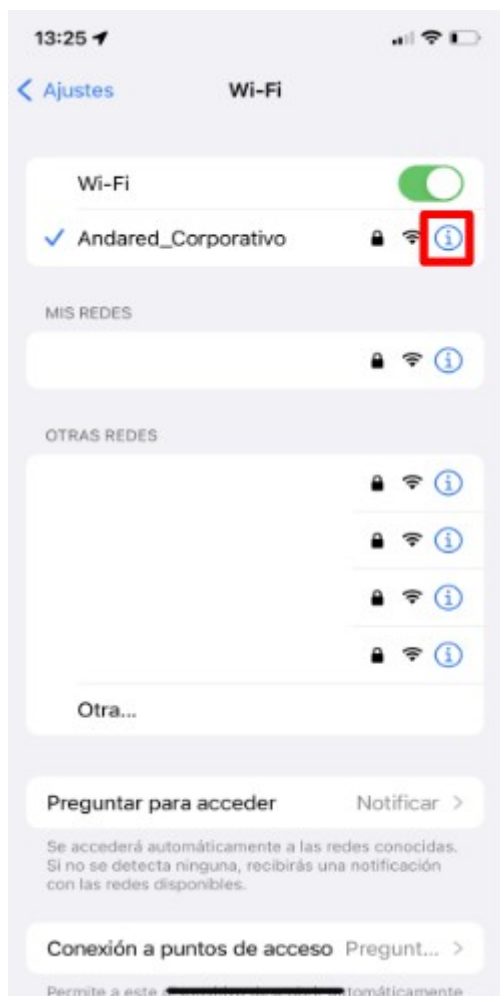 13:25
Ajustes
Wi-Fi
Wi-Fi
Andared_Corporativo
MIS REDES
OTRAS REDES
Otra...
Preguntar para acceder Notificar
Se accederá automáticamente a las redes conocidas.
Si no se detecta ninguna, recibirás una notificación
con las redes disponibles.
Conexión a puntos de acceso Pregunt...
Permite a este